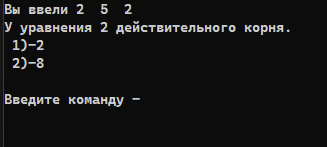 Вы ввели 2  5  2
У уравнения 2 действительного корня.
 1)-2
 2)-8

Введите команду -